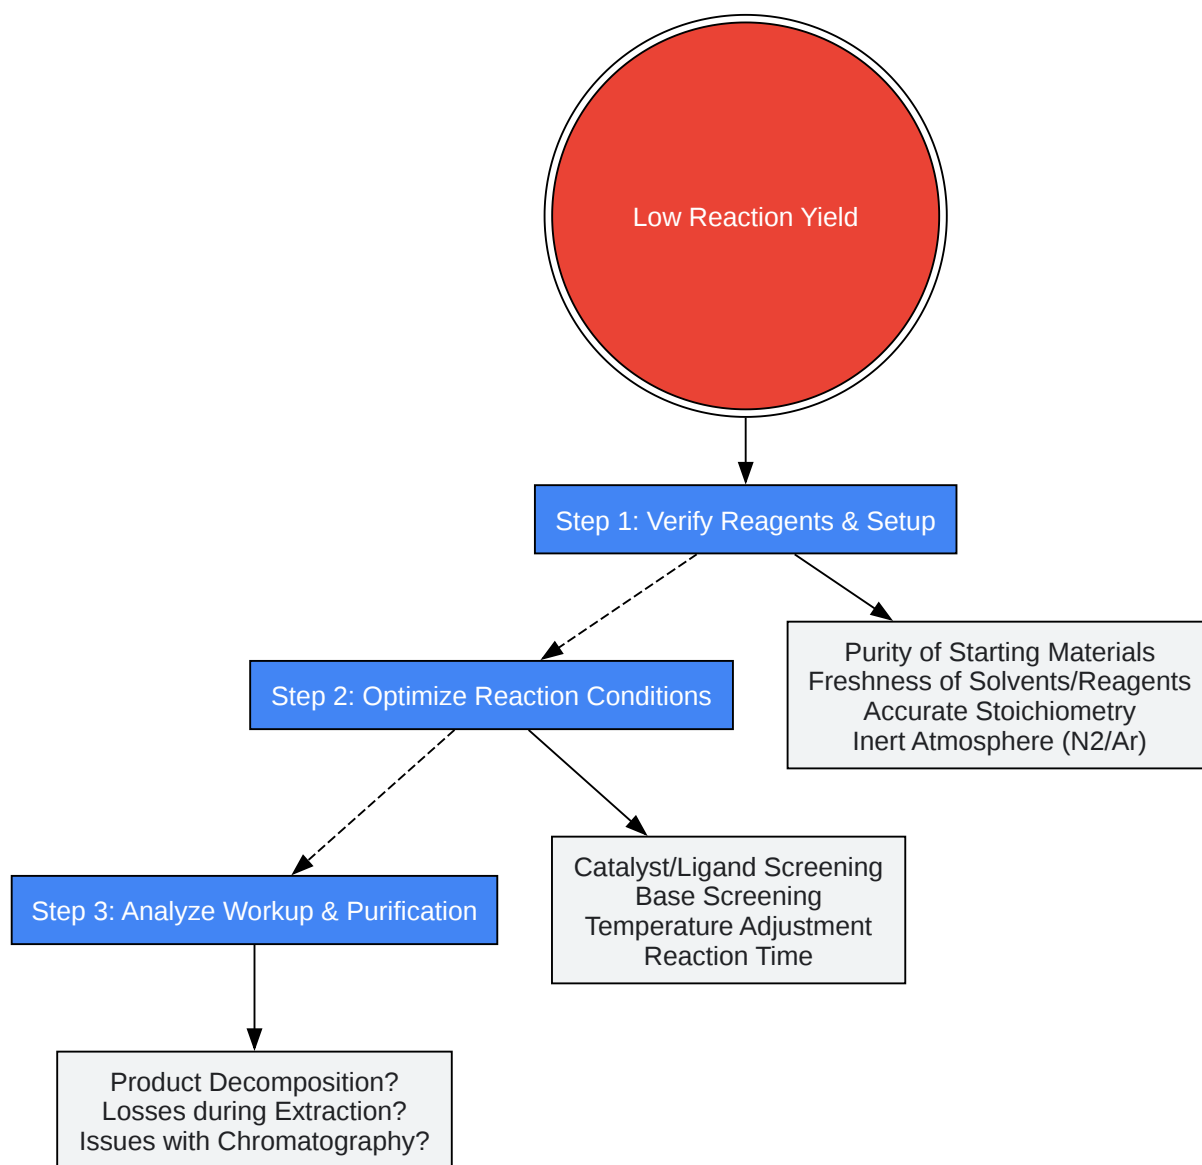 Low Reaction Yield
Step 1: Verify Reagents & Setup
Purity of Starting Materials
Freshness of Solvents/Reagents
Accurate Stoichiometry
Inert Atmosphere (N2/Ar)
Step 2: Optimize Reaction Conditions
Catalyst/Ligand Screening
Base Screening
Temperature Adjustment
Reaction Time
Step 3: Analyze Workup & Purification
Product Decomposition?
Losses during Extraction?
Issues with Chromatography?